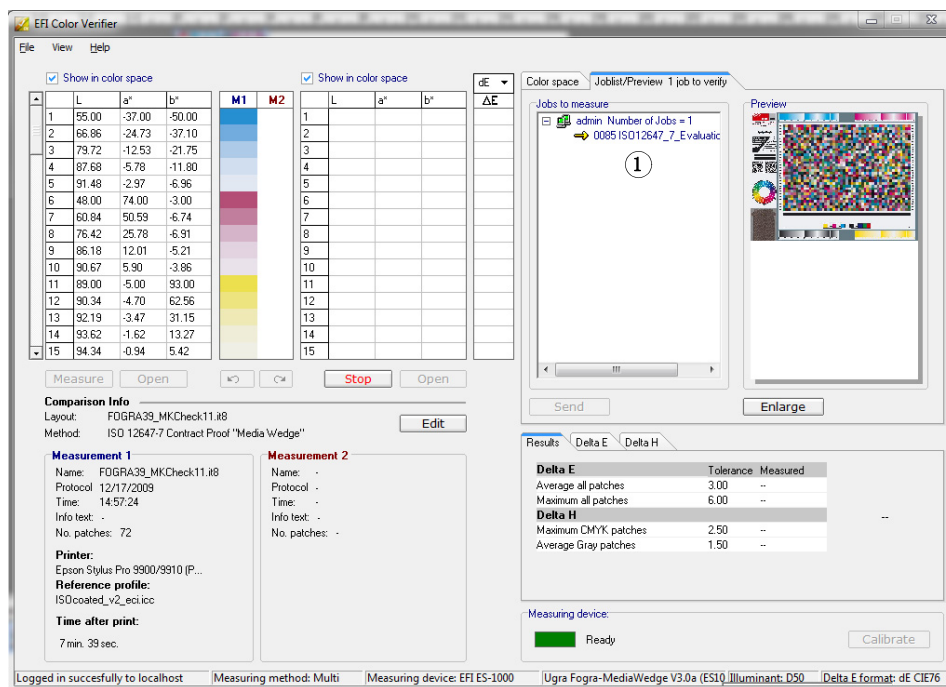 EFI Color Verifier
File View Help
Show in color space
L a* b* M1 M2
1 55.00 -37.00 -50.00
2 66.86 -24.73 -37.10
3 79.72 -12.53 -21.75
4 87.68 -5.78 -11.80
5 91.48 -2.97 -6.96
6 48.00 74.00 -3.00
7 60.84 50.59 -6.74
8 76.42 25.78 -6.91
9 86.18 12.01 -5.21
10 90.67 5.90 -3.86
11 89.00 -5.00 93.00
12 90.34 -4.70 62.56
13 92.19 -3.47 31.15
14 93.62 -1.62 13.27
15 94.34 -0.94 5.42
Measure Open
Show in color space
L a* b*
1
2
3
4
5
6
7
8
9
10
11
12
13
14
15
dE
ΔE
Stop Open
Comparison Info
Layout: FOGRA39_MKCheck11.it8
Method: ISO 12647-7 Contract Proof "Media Wedge"
Edit
Measurement 1
Name: FOGRA39_MKCheck11.it8
Protocol 12/17/2009
Time: 14:57:24
Info text: -
No. patches: 72
Printer:
Epson Stylus Pro 9900/9910 (P...
Reference profile:
ISOcoated_v2_eci.icc
Time after print:
7 min. 39 sec.
Measurement 2
Name: -
Protocol -
Time: -
Info text: -
No. patches: -
Color space Joblist/Preview 1 job to verify
Jobs to measure
admin Number of Jobs = 1
0085 ISO12647_7_Evaluatic
①
Preview
Send Enlarge
Results Delta E Delta H
Delta E Tolerance Measured
Average all patches 3.00 --
Maximum all patches 6.00 --
Delta H --
Maximum CMYK patches 2.50 --
Average Gray patches 1.50 --
Measuring device:
Ready Calibrate
Logged in succesfully to localhost Measuring method: Multi Measuring device: EFI ES-1000 Ugra Fogra-MediaWedge V3.0a (ES10 Illuminant: D50 Delta E format: dE CIE76